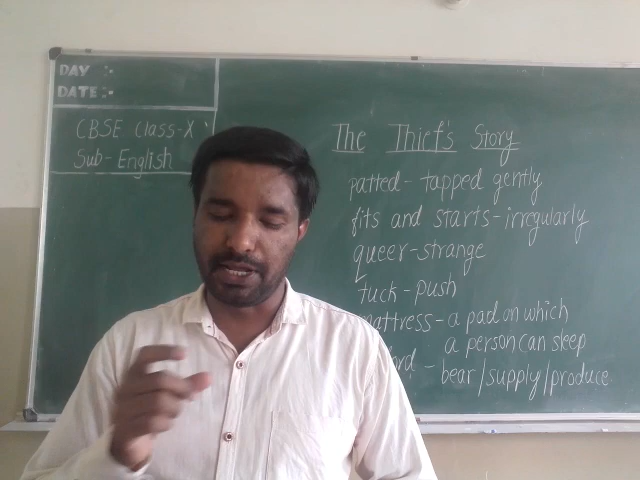 DAY :-
DATE :-
CBSE Class-X
Sub- English
The Thief's Story
patted - tapped gently
fits and starts - irregularly
queer - strange
tuck - push
mattress - a pad on which
a person can sleep
- bear/supply/produce